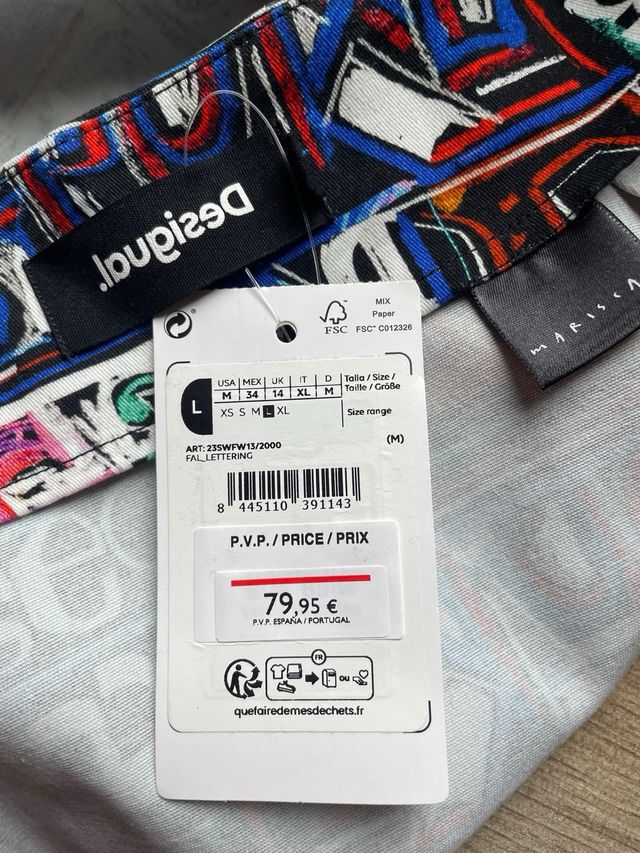 Desigual.
MARISCA
MIX
Paper
FSC™ C012326
FSC
L
USA MEX UK IT D
M 34 14 XL M
XS S M L XL
Talla / Size /
Taille / Größe
Size range
ART: 23SWFW13/2000
(M)
FAL_LETTERING
8 445110 391143
P.V.P. / PRICE / PRIX
79,95 €
P.V.P. ESPAÑA / PORTUGAL
FR
OU
quefairedemesdechets.fr